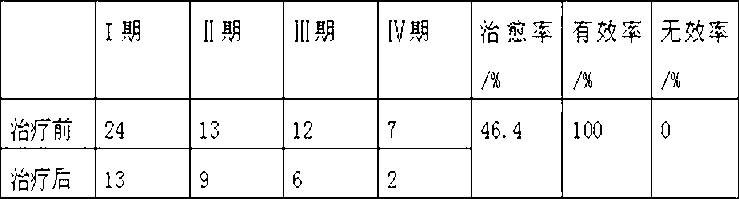 Ⅰ期 Ⅱ期 Ⅲ期 Ⅳ期 治愈率 有效率 无效率
/% /% /%
治疗前 24 13 12 7 46.4 100 0
治疗后 13 9 6 2